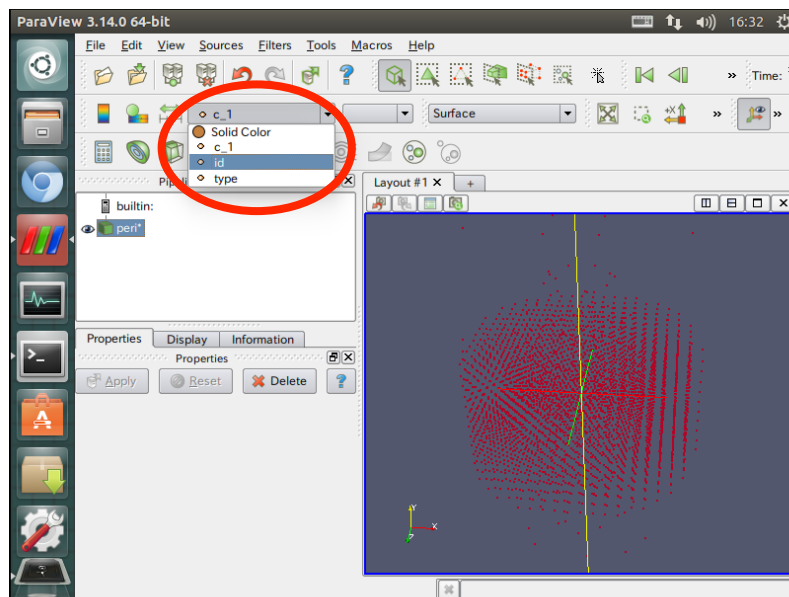 ParaView 3.14.0 64-bit 16:32
File Edit View Sources Filters Tools Macros Help
» Time:
c_1 Surface » »
Solid Color
c_1
id
type
Layout #1
builtin:
peri*
Properties Display Information
Properties
Apply Reset Delete ?
Y
X
Z